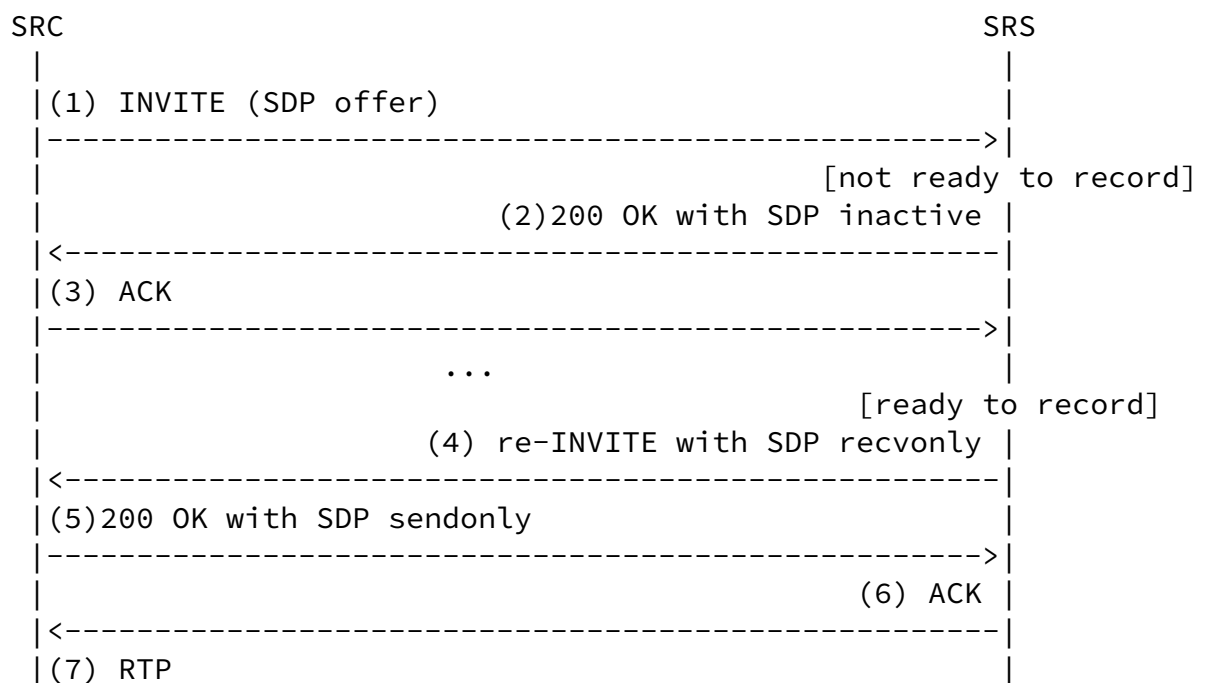 SRC SRS
(1) INVITE (SDP offer)
[not ready to record]
(2)200 OK with SDP inactive
(3) ACK
...
[ready to record]
(4) re-INVITE with SDP recvonly
(5)200 OK with SDP sendonly
(6) ACK
(7) RTP